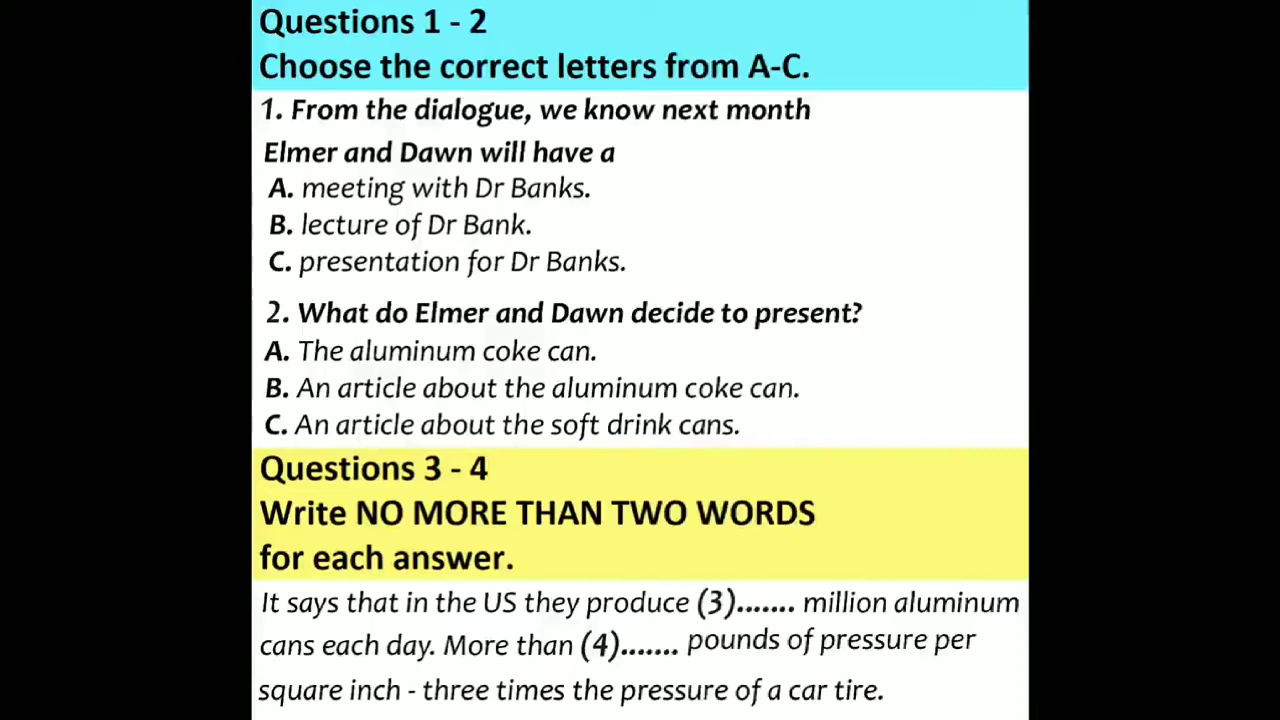 Questions 1 - 2
Choose the correct letters from A-C.
1. From the dialogue, we know next month
Elmer and Dawn will have a
A. meeting with Dr Banks.
B. lecture of Dr Bank.
C. presentation for Dr Banks.
2. What do Elmer and Dawn decide to present?
A. The aluminum coke can.
B. An article about the aluminum coke can.
C. An article about the soft drink cans.
Questions 3 - 4
Write NO MORE THAN TWO WORDS
for each answer.
It says that in the US they produce (3)....... million aluminum
cans each day. More than (4)....... pounds of pressure per
square inch - three times the pressure of a car tire.